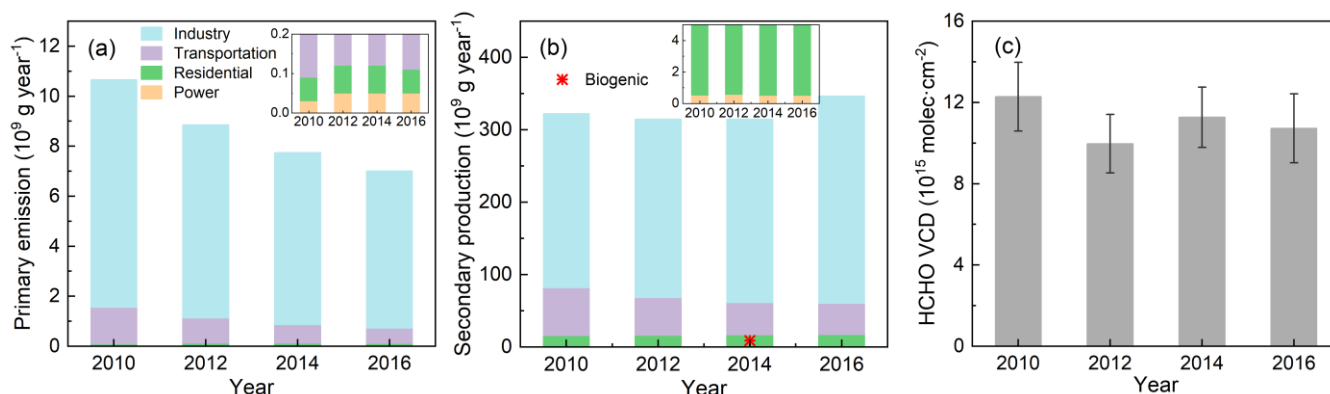 Primary emission (10⁹ g year⁻¹)
12
10
8
6
4
2
0
(a)
Industry
Transportation
Residential
Power
0.2
0.1
0.0
2010 2012 2014 2016
2010 2012 2014 2016
Year
Secondary production (10⁹ g year⁻¹)
400
300
200
100
0
(b)
Biogenic
4
2
0
2010 2012 2014 2016
2010 2012 2014 2016
Year
HCHO VCD (10¹⁵ molec·cm⁻²)
16
12
8
4
0
(c)
2010 2012 2014 2016
Year